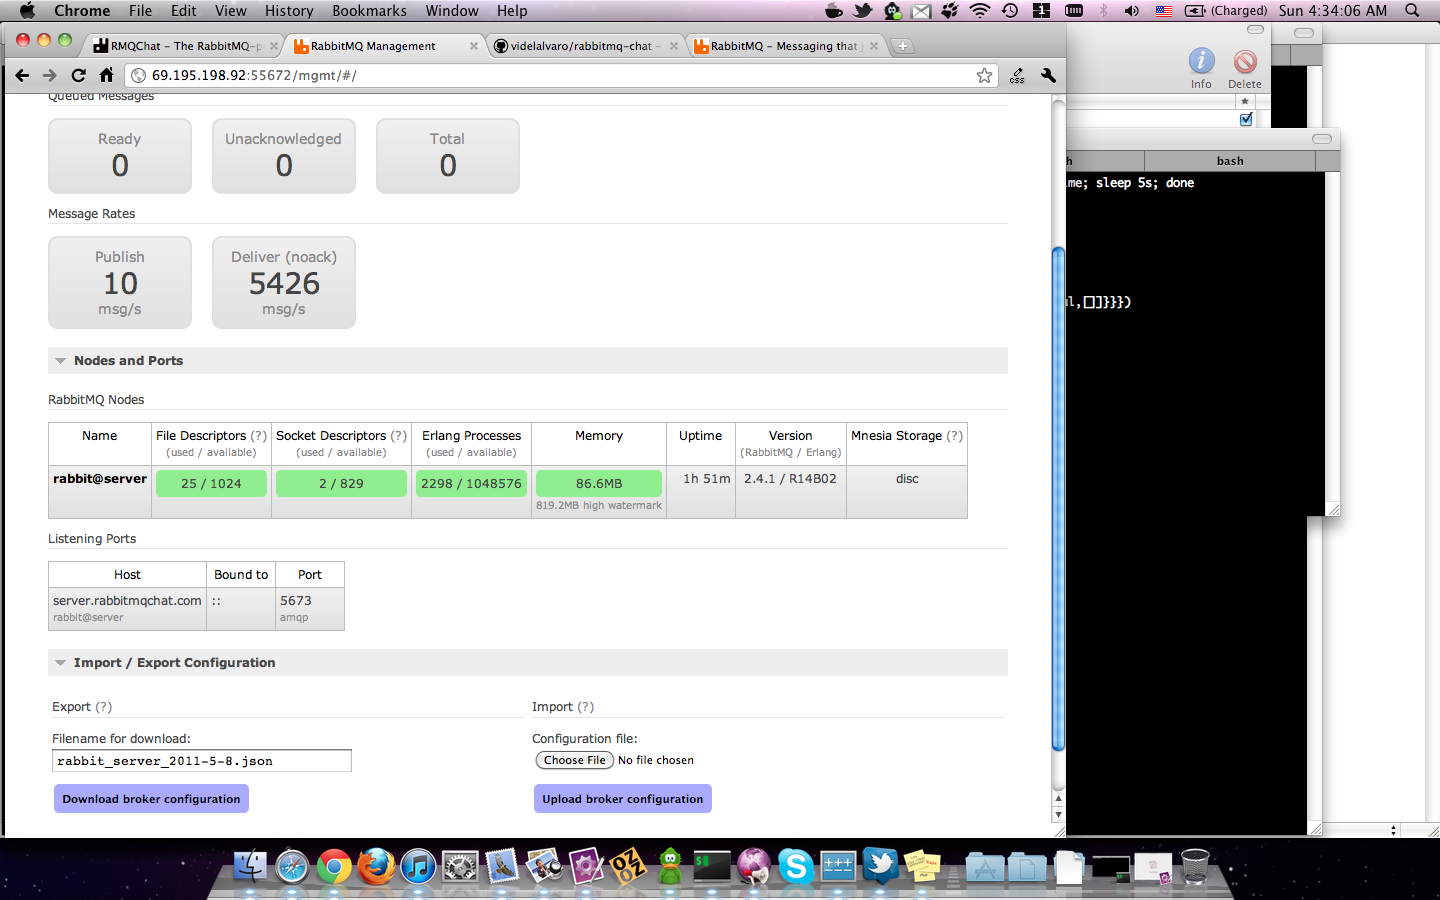 Chrome File Edit View History Bookmarks Window Help (Charged) Sun 4:34:06 AM
RMQChat – The RabbitMQ-p
RabbitMQ Management
videlalvaro/rabbitmq-chat
RabbitMQ – Messaging that
69.195.198.92:55672/mgmt/#/
CSS
Info
Delete
Queued Messages
Ready
0
Unacknowledged
0
Total
0
Message Rates
Publish
10
msg/s
Deliver (noack)
5426
msg/s
h
bash
me; sleep 5s; done
l,[]]}}})
Nodes and Ports
RabbitMQ Nodes
Name
File Descriptors (?)
(used / available)
Socket Descriptors (?)
(used / available)
Erlang Processes
(used / available)
Memory
Uptime
Version
(RabbitMQ / Erlang)
Mnesia Storage (?)
rabbit@server
25 / 1024
2 / 829
2298 / 1048576
86.6MB
819.2MB high watermark
1h 51m
2.4.1 / R14B02
disc
Listening Ports
Host
Bound to
Port
server.rabbitmqchat.com
rabbit@server
::
5673
amqp
Import / Export Configuration
Export (?)
Filename for download:
rabbit_server_2011-5-8.json
Download broker configuration
Import (?)
Configuration file:
Choose File No file chosen
Upload broker configuration